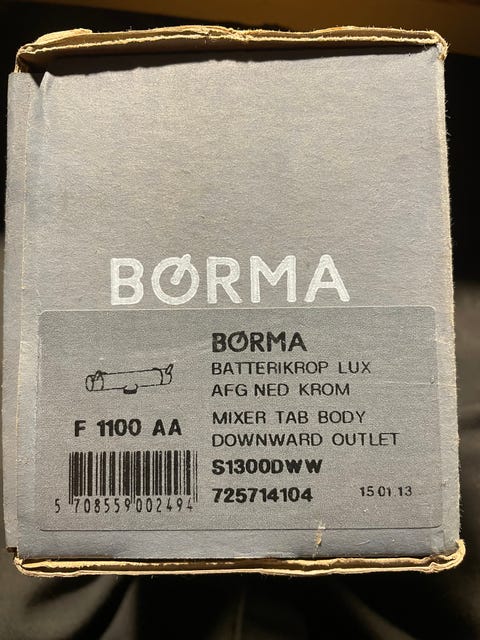 BØRMA
BØRMA
BATTERIKROP LUX
AFG NED KROM
F 1100 AA
MIXER TAB BODY
DOWNWARD OUTLET
S1300DWW
5 708559 002494
725714104
15 01 13